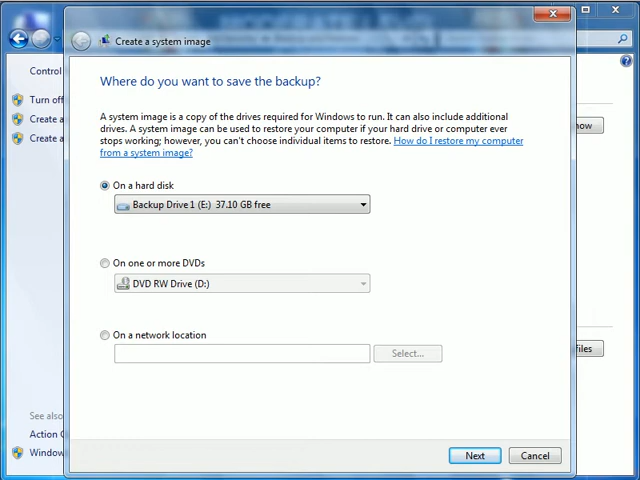 Create a system image
Control
Turn off
Create a
Create a
Where do you want to save the backup?
A system image is a copy of the drives required for Windows to run. It can also include additional
drives. A system image can be used to restore your computer if your hard drive or computer ever
stops working; however, you can't choose individual items to restore. How do I restore my computer
from a system image?
On a hard disk
Backup Drive 1 (E:) 37.10 GB free
On one or more DVDs
DVD RW Drive (D:)
On a network location
Select...
now
files
See also
Action C
Window
Next
Cancel